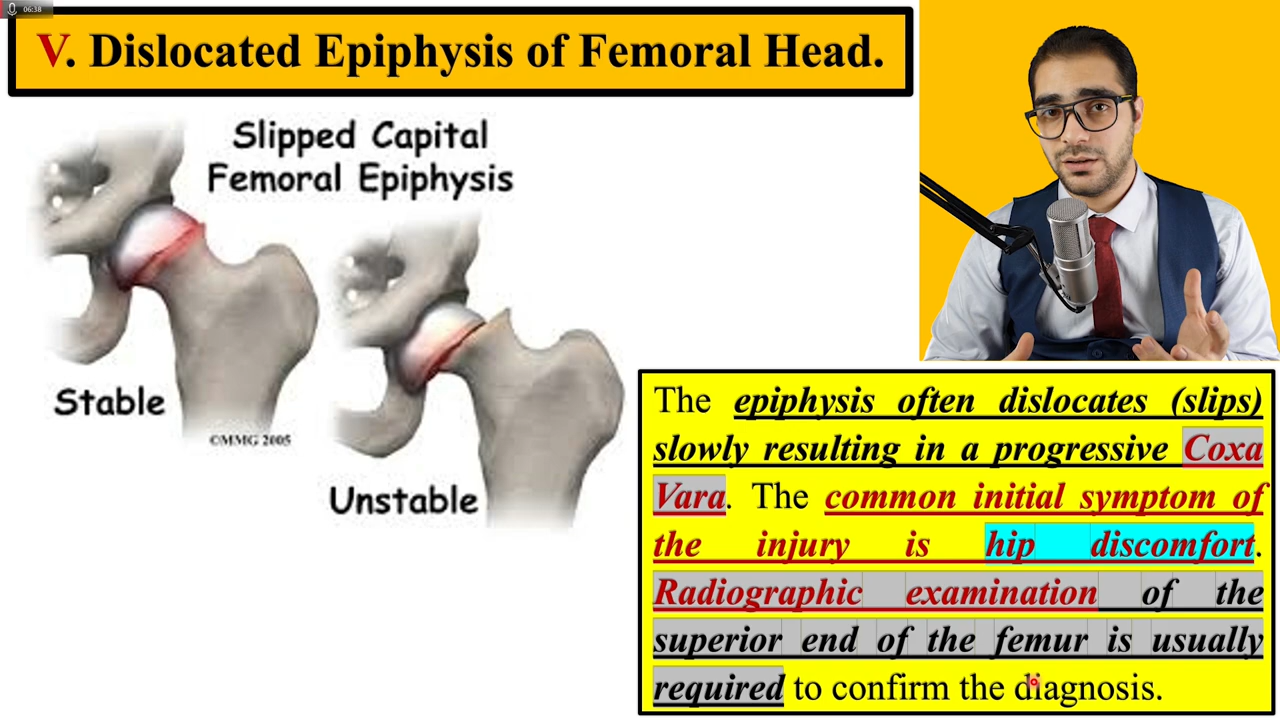 06:38
V. Dislocated Epiphysis of Femoral Head.
Slipped Capital
Femoral Epiphysis
Stable
©MMG 2005
Unstable
The epiphysis often dislocates (slips)
slowly resulting in a progressive Coxa
Vara. The common initial symptom of
the injury is hip discomfort.
Radiographic examination of the
superior end of the femur is usually
required to confirm the diagnosis.